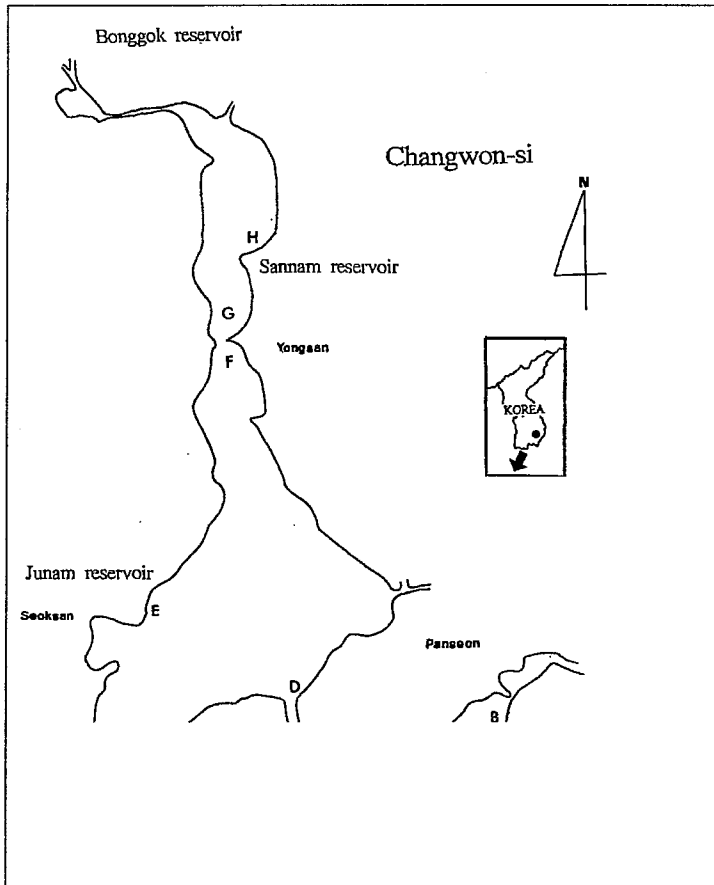 Bonggok reservoir
Changwon-si
N
H
Sannam reservoir
G
Yongsan
F
KOREA
Junam reservoir
Seoksan
E
Panseon
D
B